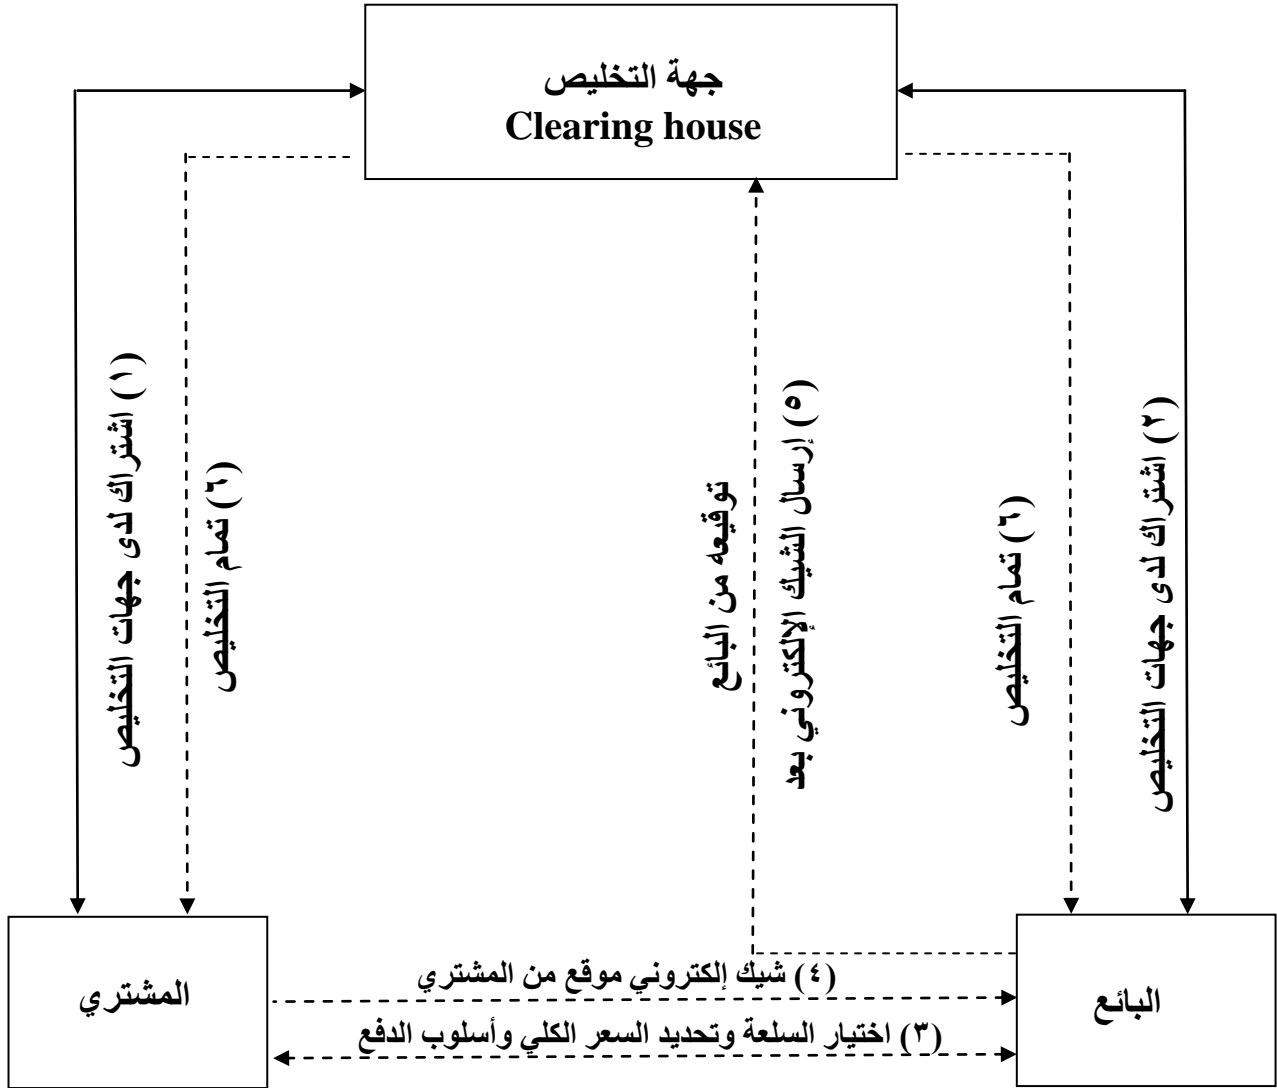 جهة التخليص
Clearing house
(١) اشتراك لدى جهات التخليص
(٦) تمام التخليص
(٥) إرسال الشيك الإلكتروني بعد
توقيعه من البائع
(٦) تمام التخليص
(٢) اشتراك لدى جهات التخليص
المشتري
(٤) شيك إلكتروني موقع من المشتري
(٣) اختيار السلعة وتحديد السعر الكلي وأسلوب الدفع
البائع